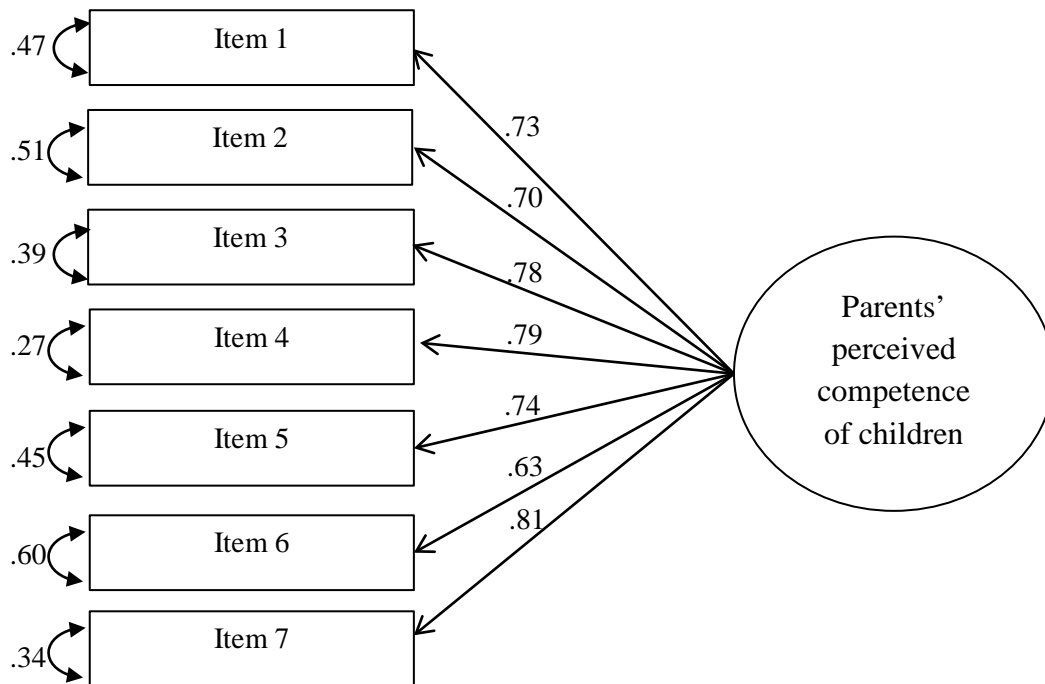 .47
Item 1
.73
.51
Item 2
.70
.39
Item 3
.78
.27
Item 4
.79
.45
Item 5
.74
.60
Item 6
.63
.34
Item 7
.81
Parents’
perceived
competence
of children